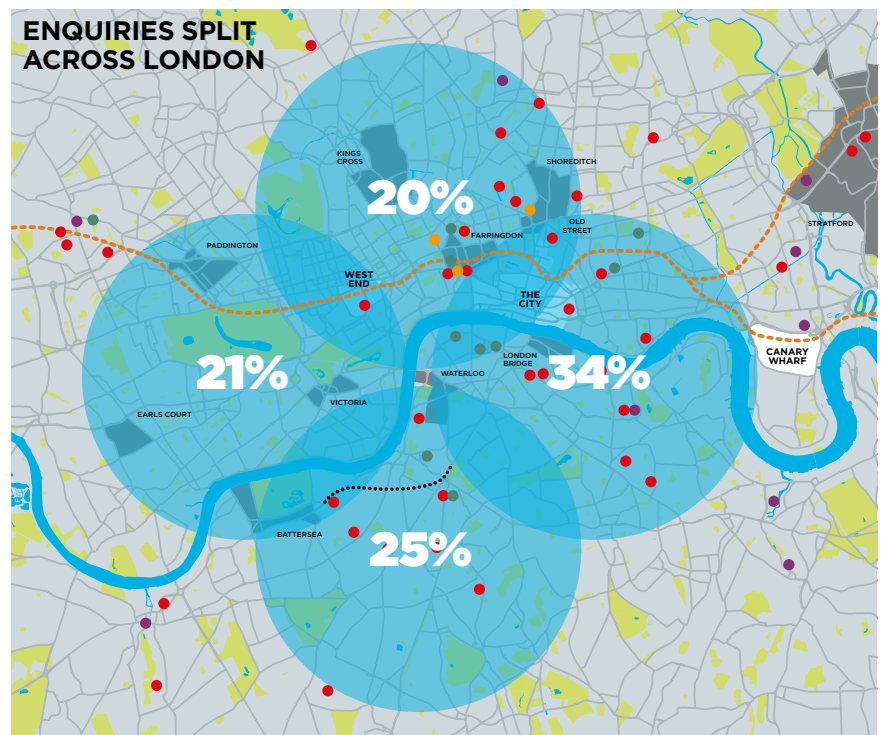 ENQUIRIES SPLIT
ACROSS LONDON
KINGS
CROSS
SHOREDITCH
20%
OLD
STREET
FARRINGDON
STRATFORD
PADDINGTON
WEST
END
THE
CITY
CANARY
WHARF
LONDON
BRIDGE
21%
34%
WATERLOO
VICTORIA
EARLS COURT
BATTERSEA
25%